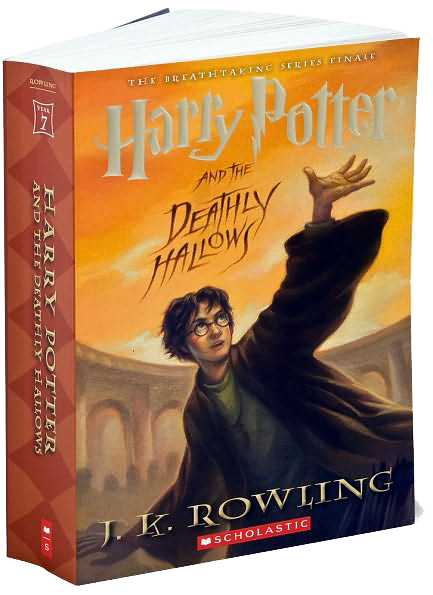 ROWLING
YEAR
7
HARRY POTTER
AND THE DEATHLY HALLOWS
S
THE BREATHTAKING SERIES FINALE
Harry Potter
AND THE
DEATHLY
HALLOWS
J. K. ROWLING
SCHOLASTIC